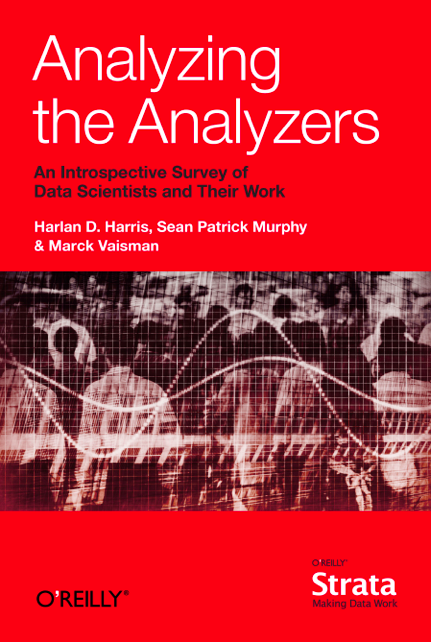 Analyzing
the Analyzers
An Introspective Survey of
Data Scientists and Their Work
Harlan D. Harris, Sean Patrick Murphy
& Marck Vaisman
O'REILLY®
O'REILLY®
Strata
Making Data Work